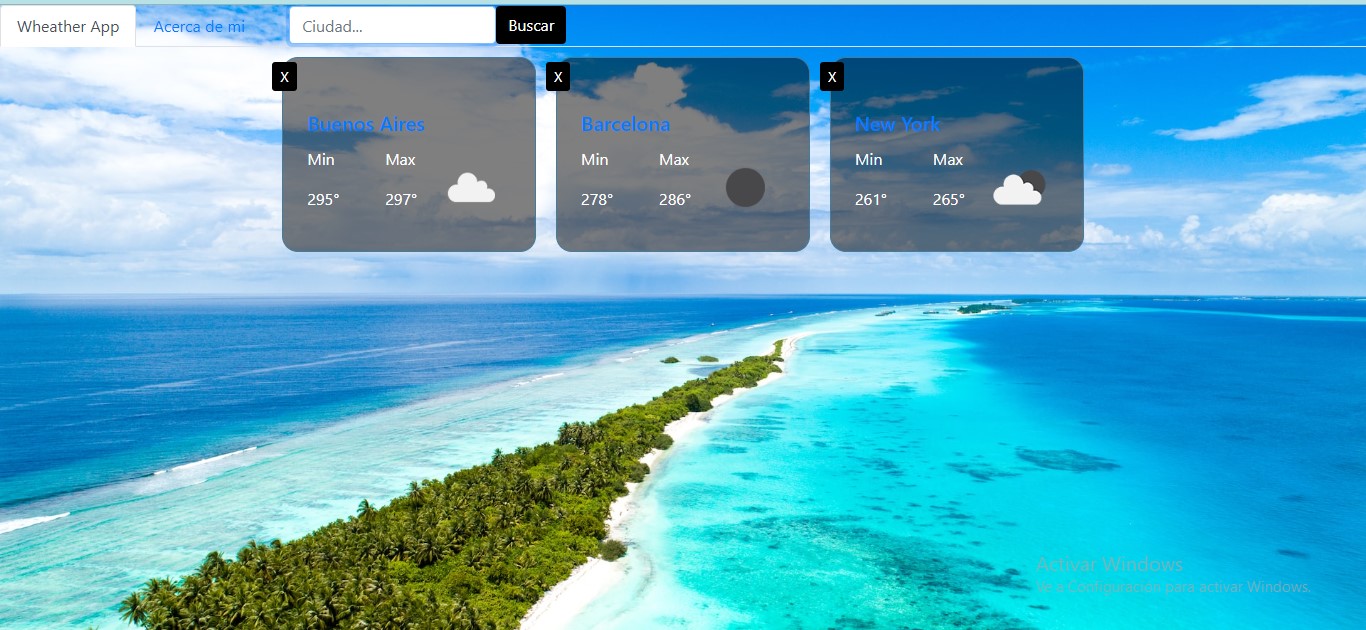 Wheather App Acerca de mi Ciudad... Buscar
X X X
Buenos Aires Barcelona New York
Min Max Min Max Min Max
295° 297° 278° 286° 261° 265°
Activar Windows
Ve a Configuración para activar Windows.